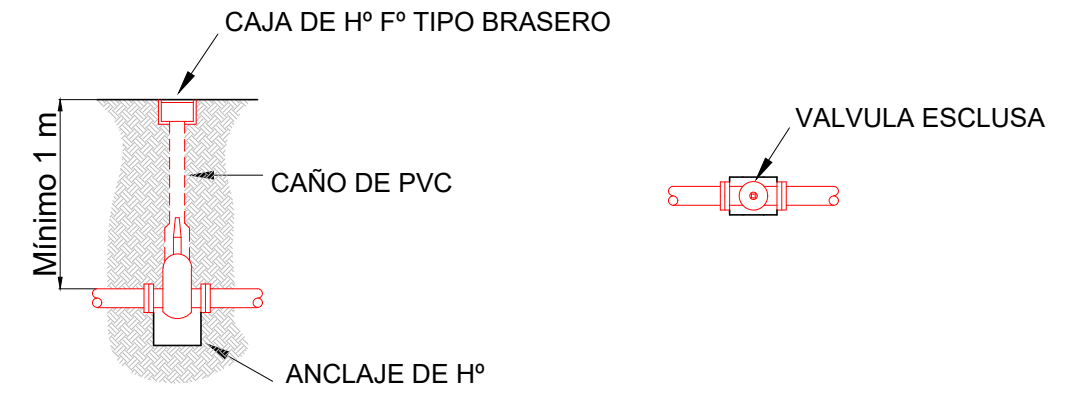 CAJA DE Hº Fº TIPO BRASERO
VALVULA ESCLUSA
Mínimo 1 m
CAÑO DE PVC
ANCLAJE DE Hº